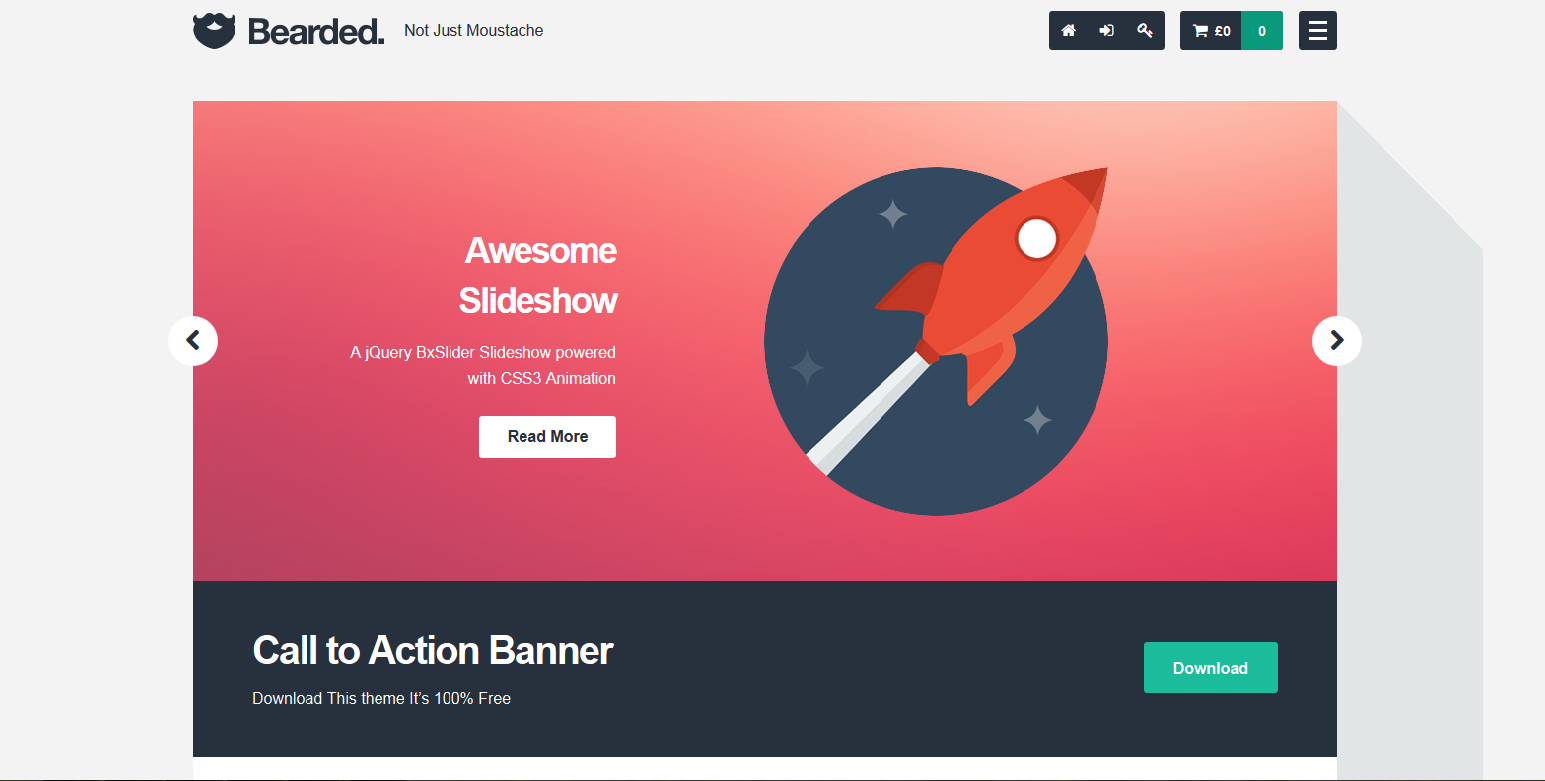 Bearded.
Not Just Moustache
£0
0
Awesome
Slideshow
A jQuery BxSlider Slideshow powered
with CSS3 Animation
Read More
Call to Action Banner
Download This theme It’s 100% Free
Download